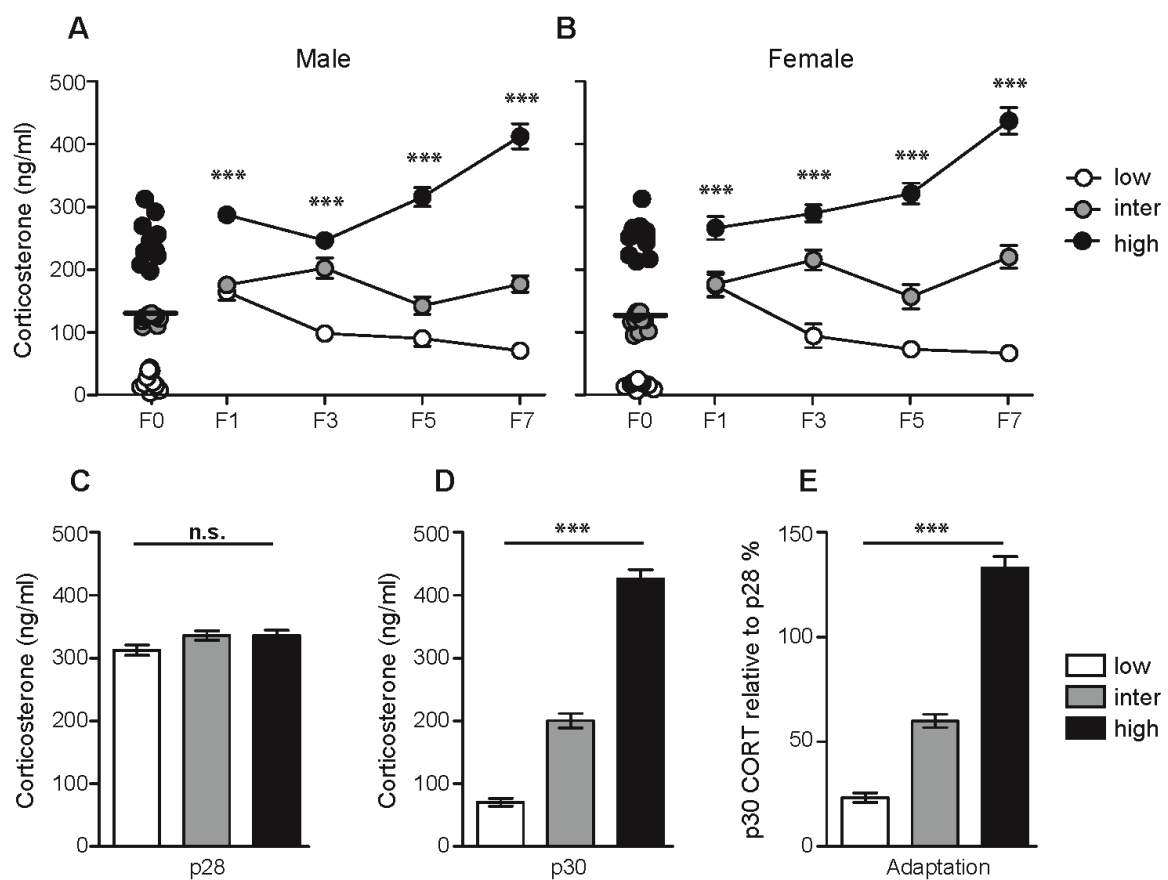 A
B
Male
Female
Corticosterone (ng/ml)
500
400
300
200
100
0
***
***
***
***
***
***
***
***
F0
F1
F3
F5
F7
F0
F1
F3
F5
F7
low
inter
high
C
D
E
Corticosterone (ng/ml)
500
400
300
200
100
0
n.s.
p28
Corticosterone (ng/ml)
500
400
300
200
100
0
***
p30
p30 CORT relative to p28 %
150
100
50
0
***
Adaptation
low
inter
high